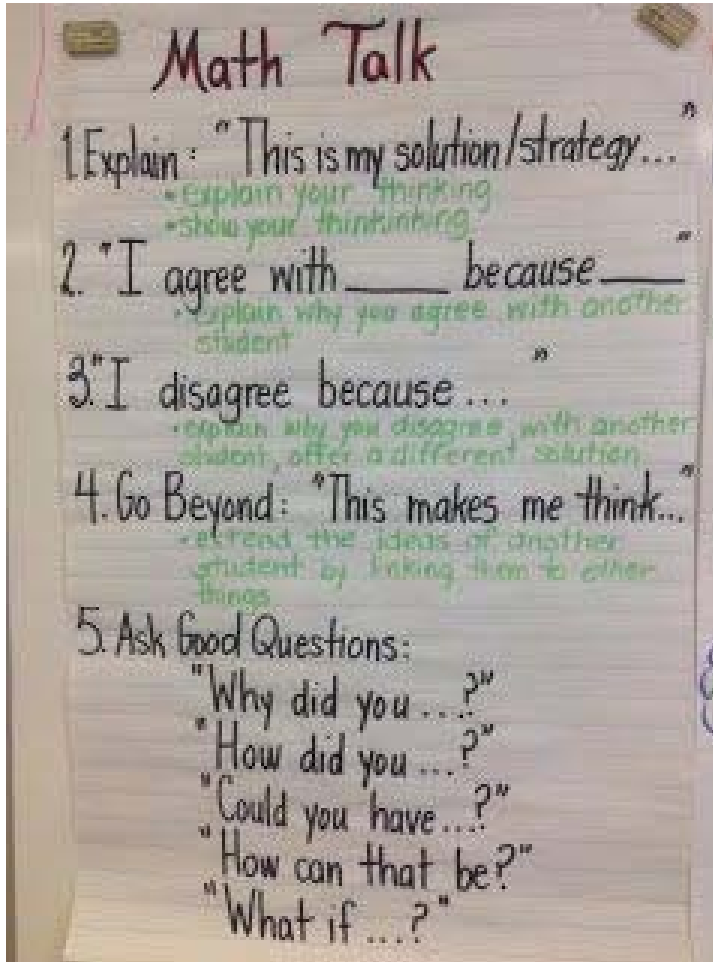 Math Talk
1. Explain: "This is my solution/strategy..."
• explain your thinking
• show your thinkinking
2. "I agree with _____ because _____"
• explain why you agree with another
student
3. "I disagree because ... "
• explain why you disagree with another
student, offer a different solution
4. Go Beyond: "This makes me think..."
• extend the ideas of another
student by linking them to other
things
5. Ask Good Questions:
"Why did you ...?"
"How did you ...?"
"Could you have ...?"
"How can that be?"
"What if ...?"